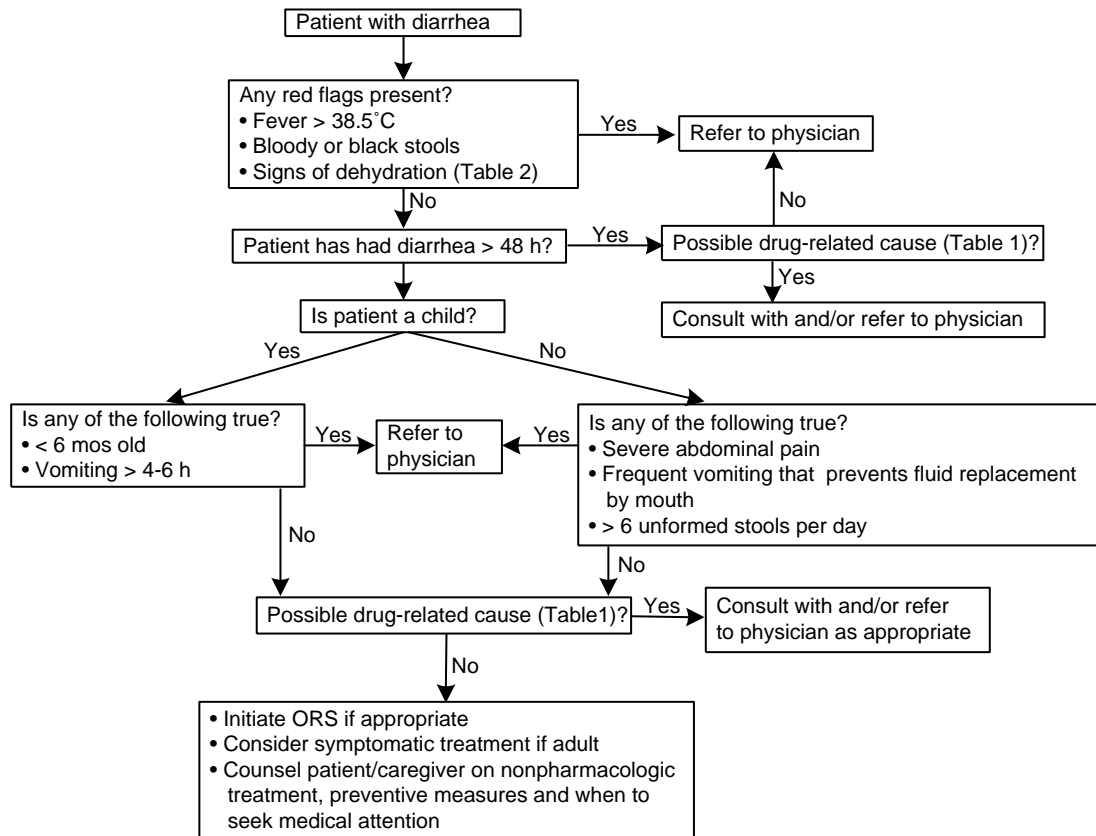 Patient with diarrhea
Any red flags present?
• Fever > 38.5˚C
• Bloody or black stools
• Signs of dehydration (Table 2)
Yes
Refer to physician
No
No
Patient has had diarrhea > 48 h?
Yes
Possible drug-related cause (Table 1)?
Yes
Consult with and/or refer to physician
Is patient a child?
Yes
No
Is any of the following true?
• < 6 mos old
• Vomiting > 4-6 h
Yes
Refer to
physician
Yes
Is any of the following true?
• Severe abdominal pain
• Frequent vomiting that prevents fluid replacement
by mouth
• > 6 unformed stools per day
No
No
Possible drug-related cause (Table1)?
Yes
Consult with and/or refer
to physician as appropriate
No
• Initiate ORS if appropriate
• Consider symptomatic treatment if adult
• Counsel patient/caregiver on nonpharmacologic
treatment, preventive measures and when to
seek medical attention